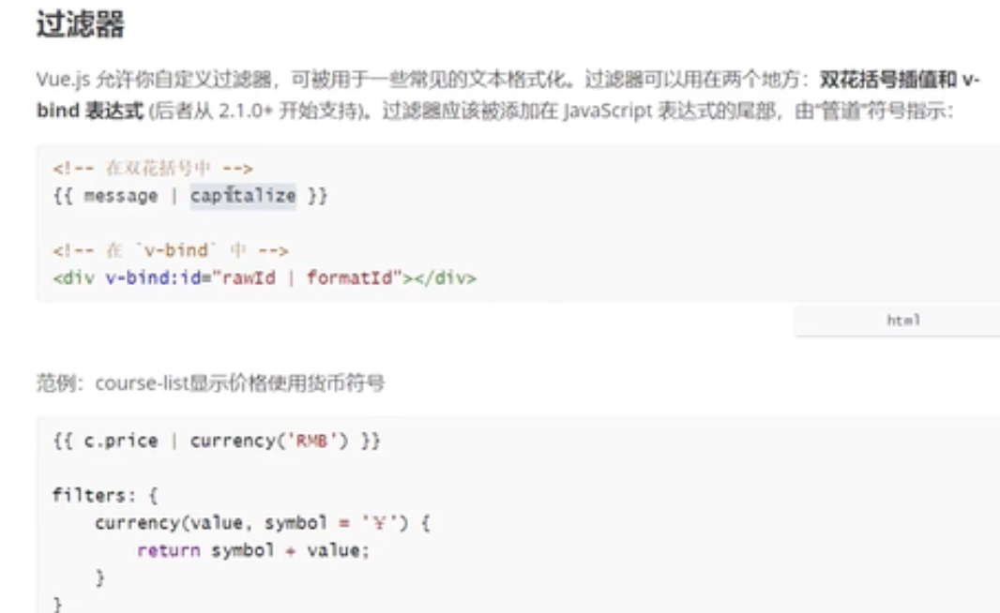 过滤器
Vue.js 允许你自定义过滤器，可被用于一些常见的文本格式化。过滤器可以用在两个地方：双花括号插值和 v-
bind 表达式 (后者从 2.1.0+ 开始支持)。过滤器应该被添加在 JavaScript 表达式的尾部，由“管道”符号指示：
<!-- 在双花括号中 -->
{{ message | capitalize }}
<!-- 在 `v-bind` 中 -->
<div v-bind:id="rawId | formatId"></div>
html
范例：course-list显示价格使用货币符号
{{ c.price | currency('RMB') }}
filters: {
    currency(value, symbol = '¥') {
        return symbol + value;
    }
}